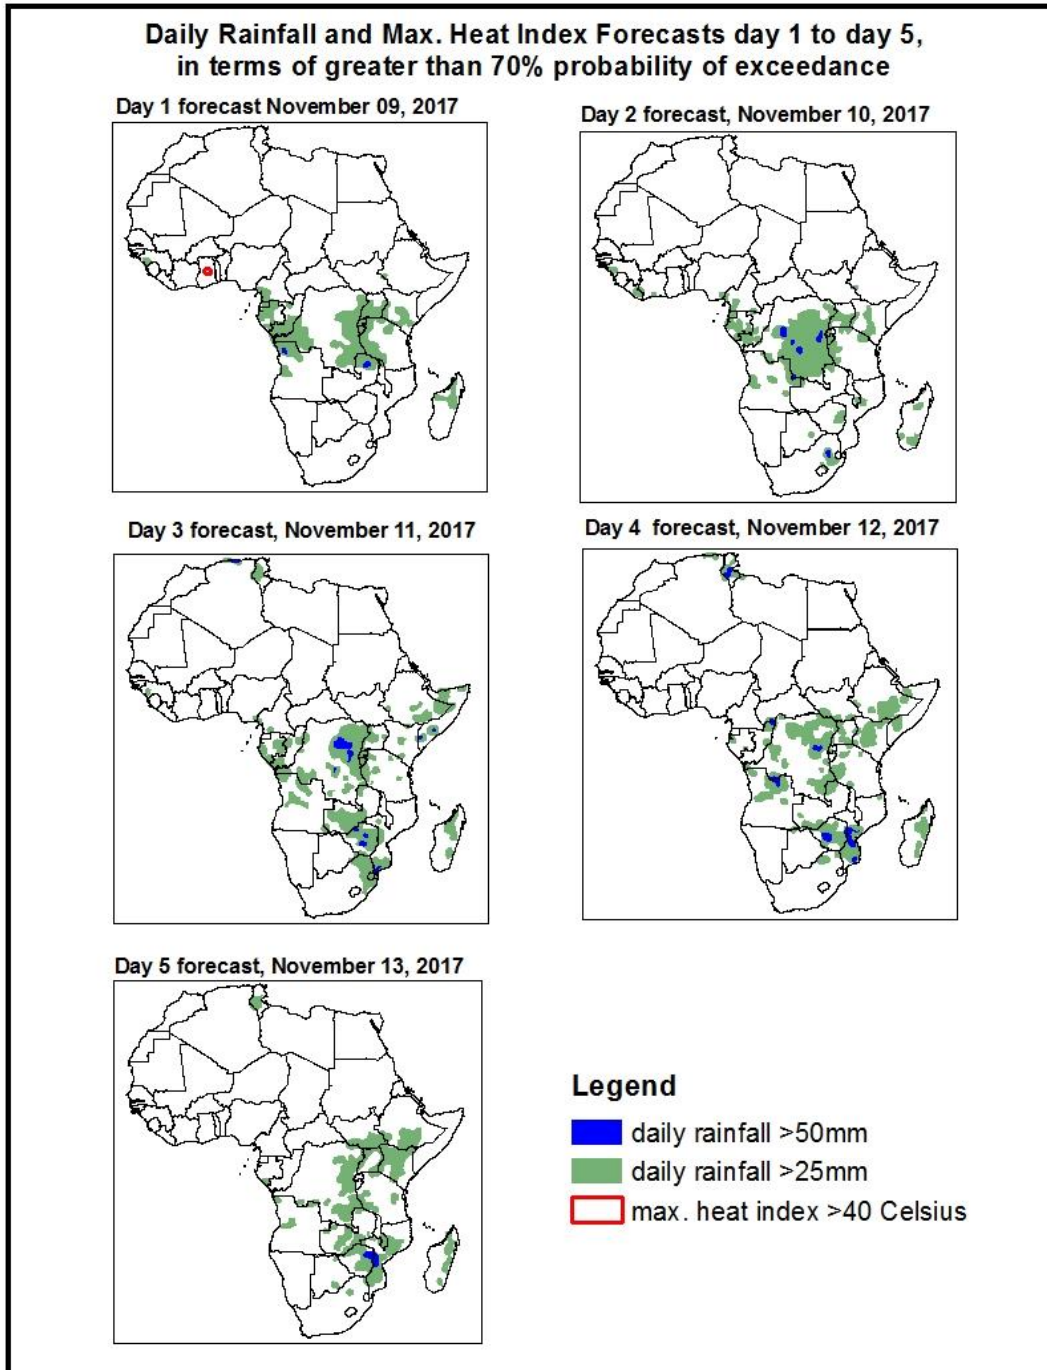 Daily Rainfall and Max. Heat Index Forecasts day 1 to day 5,
in terms of greater than 70% probability of exceedance
Day 1 forecast November 09, 2017
Day 2 forecast, November 10, 2017
Day 3 forecast, November 11, 2017
Day 4 forecast, November 12, 2017
Day 5 forecast, November 13, 2017
Legend
daily rainfall >50mm
daily rainfall >25mm
max. heat index >40 Celsius